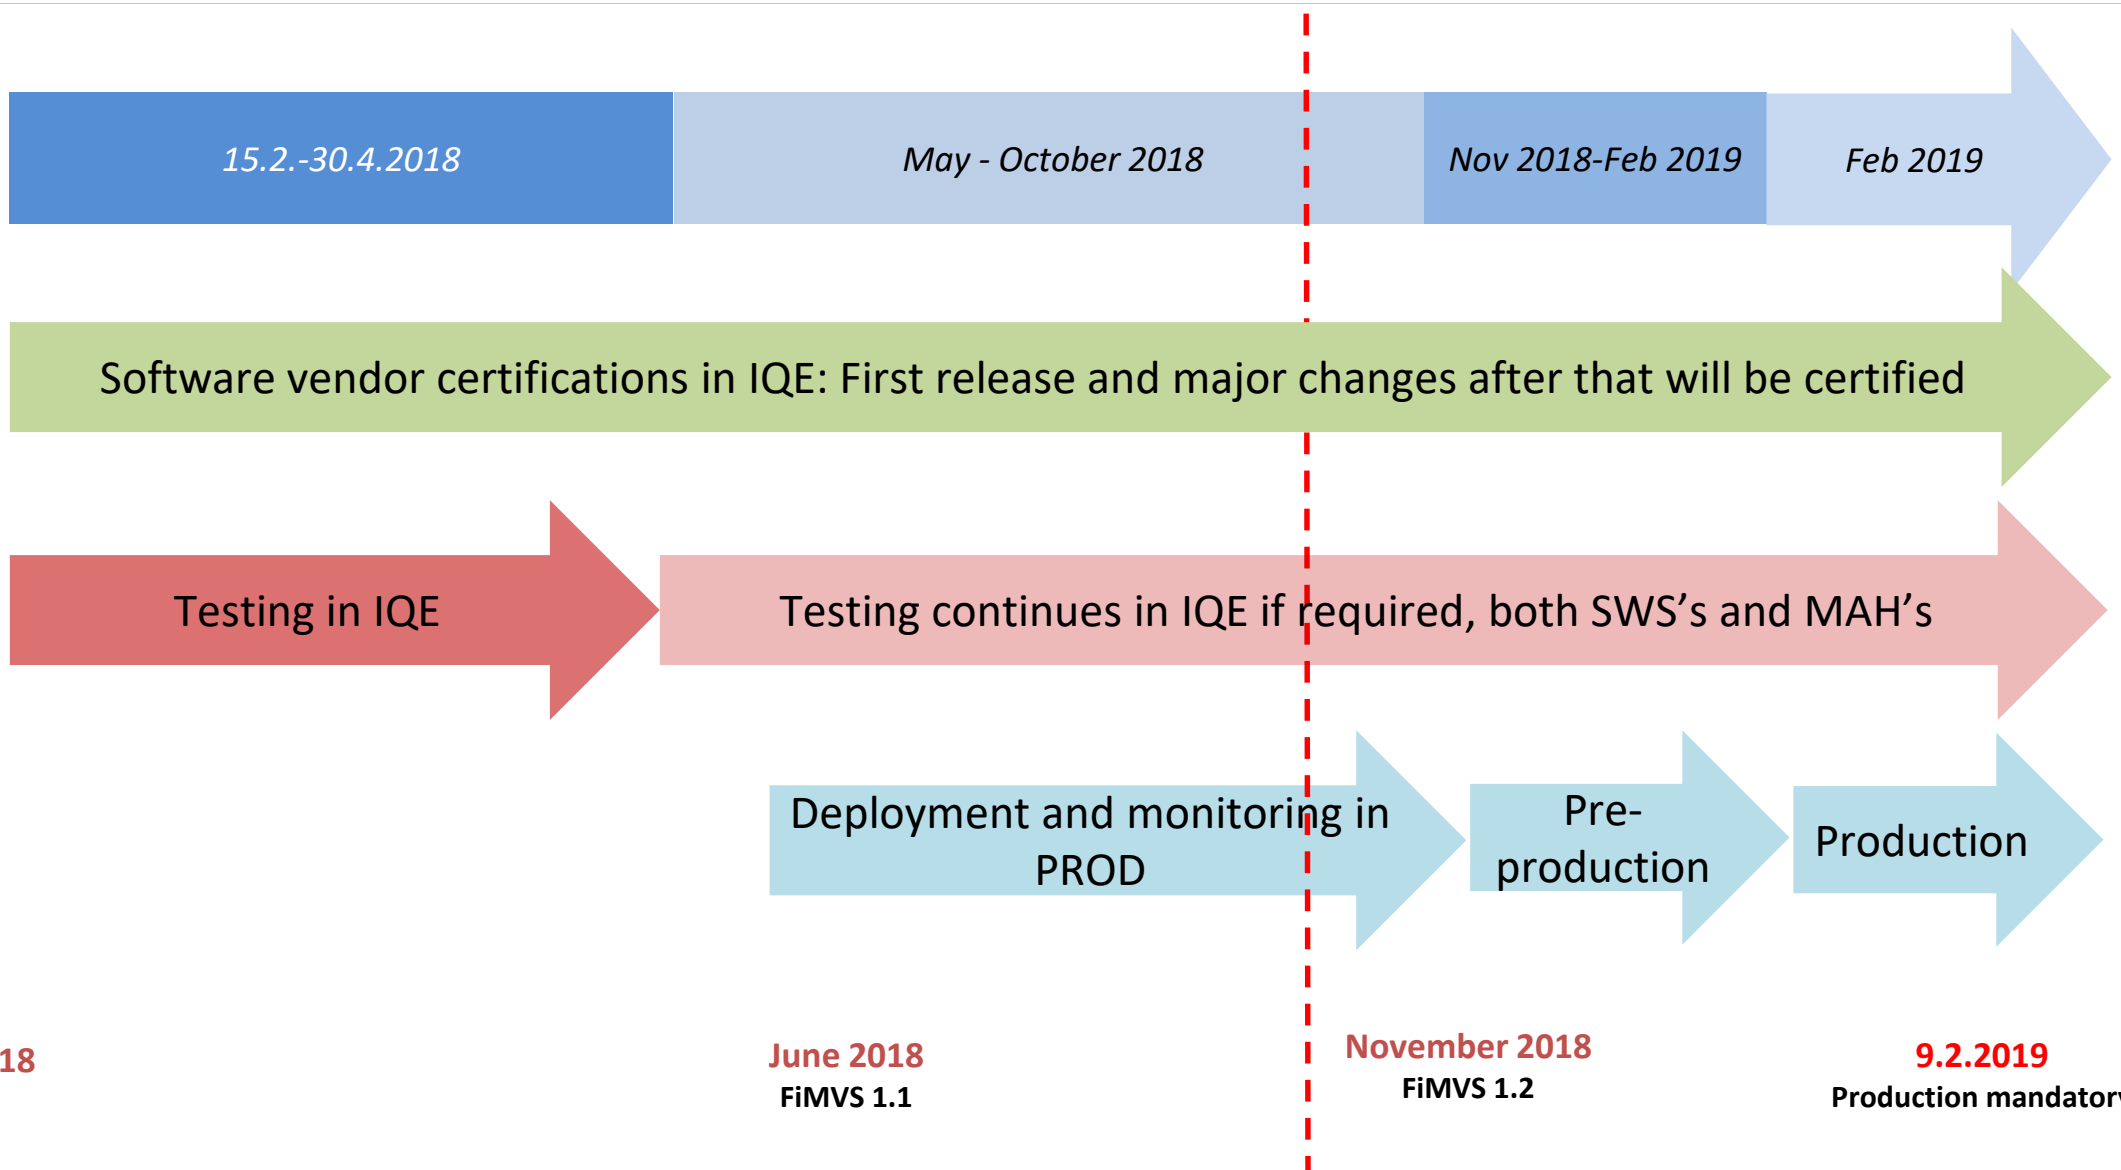 15.2.-30.4.2018
May - October 2018
Nov 2018-Feb 2019
Feb 2019
Software vendor certifications in IQE: First release and major changes after that will be certified
Testing in IQE
Testing continues in IQE if required, both SWS’s and MAH’s
Deployment and monitoring in
PROD
Pre-
production
Production
18
June 2018
FiMVS 1.1
November 2018
FiMVS 1.2
9.2.2019
Production mandatory